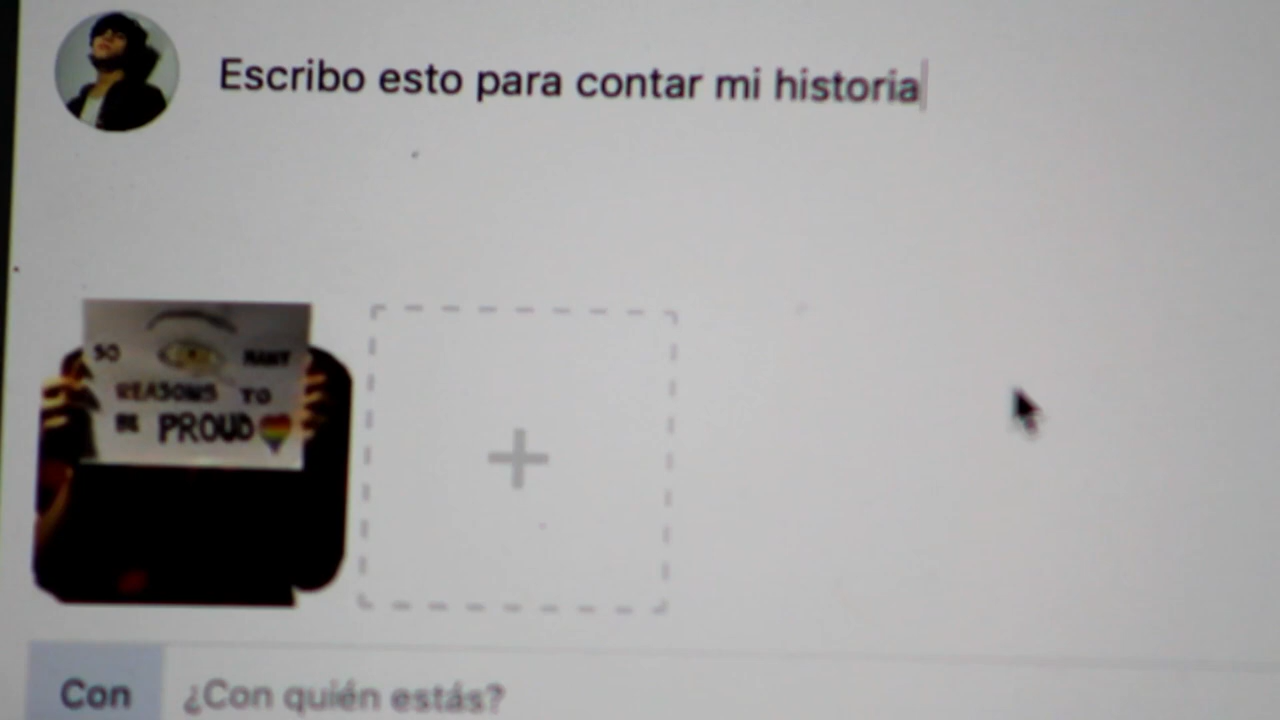 Escribo esto para contar mi historia
SO MANY
REASONS TO
BE PROUD
Con ¿Con quién estás?